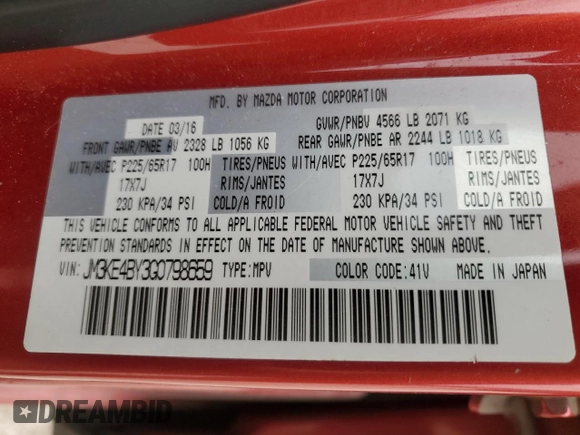 MFD. BY MAZDA MOTOR CORPORATION
DATE 03/16 GVWR/PNBV 4566 LB 2071 KG
FRONT GAWR/PNBE AV 2328 LB 1056 KG REAR GAWR/PNBE AR 2244 LB 1018 KG
WITH/AVEC P225/65R17 100H TIRES/PNEUS WITH/AVEC P225/65R17 100H TIRES/PNEUS
17X7J RIMS/JANTES 17X7J RIMS/JANTES
230 KPA/34 PSI COLD/A FROID 230 KPA/34 PSI COLD/A FROID
THIS VEHICLE CONFORMS TO ALL APPLICABLE FEDERAL MOTOR VEHICLE SAFETY AND THEFT
PREVENTION STANDARDS IN EFFECT ON THE DATE OF MANUFACTURE SHOWN ABOVE.
VIN: JM3KE4BY3G0798659 TYPE:MPV COLOR CODE:41V MADE IN JAPAN
DREAMBID